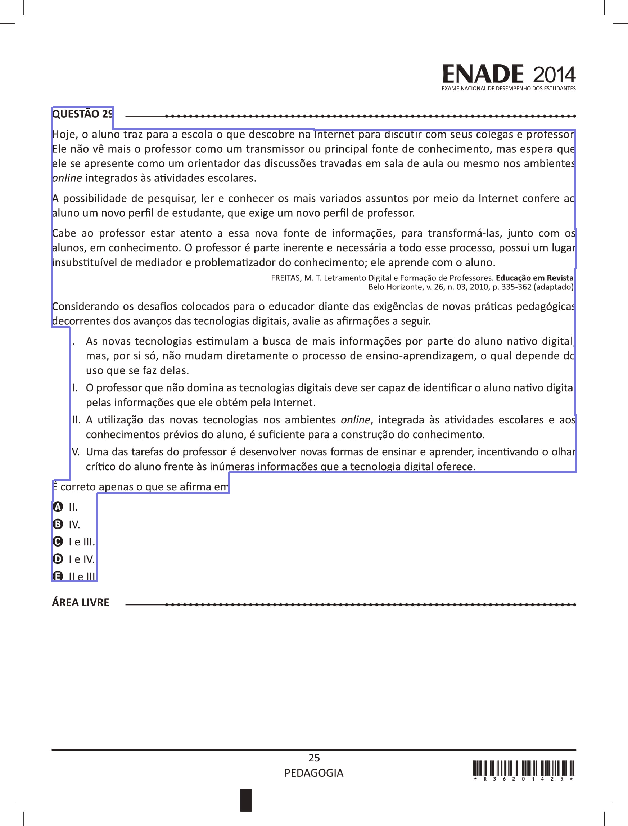 ENADE 2014
EXAME NACIONAL DE DESEMPENHO DOS ESTUDANTES
QUESTÃO 29
Hoje, o aluno traz para a escola o que descobre na Internet para discutir com seus colegas e professor.
Ele não vê mais o professor como um transmissor ou principal fonte de conhecimento, mas espera que
ele se apresente como um orientador das discussões travadas em sala de aula ou mesmo nos ambientes
online integrados às atividades escolares.
A possibilidade de pesquisar, ler e conhecer os mais variados assuntos por meio da Internet confere ao
aluno um novo perfil de estudante, que exige um novo perfil de professor.
Cabe ao professor estar atento a essa nova fonte de informações, para transformá-las, junto com os
alunos, em conhecimento. O professor é parte inerente e necessária a todo esse processo, possui um lugar
insubstituível de mediador e problematizador do conhecimento; ele aprende com o aluno.
FREITAS, M. T. Letramento Digital e Formação de Professores. Educação em Revista.
Belo Horizonte, v. 26, n. 03, 2010, p. 335-362 (adaptado).
Considerando os desafios colocados para o educador diante das exigências de novas práticas pedagógicas
decorrentes dos avanços das tecnologias digitais, avalie as afirmações a seguir.
I. As novas tecnologias estimulam a busca de mais informações por parte do aluno nativo digital,
mas, por si só, não mudam diretamente o processo de ensino-aprendizagem, o qual depende do
uso que se faz delas.
II. O professor que não domina as tecnologias digitais deve ser capaz de identificar o aluno nativo digital
pelas informações que ele obtém pela Internet.
III. A utilização das novas tecnologias nos ambientes online, integrada às atividades escolares e aos
conhecimentos prévios do aluno, é suficiente para a construção do conhecimento.
IV. Uma das tarefas do professor é desenvolver novas formas de ensinar e aprender, incentivando o olhar
crítico do aluno frente às inúmeras informações que a tecnologia digital oferece.
É correto apenas o que se afirma em
A II.
B IV.
C I e III.
D I e IV.
E II e III.
ÁREA LIVRE
25
PEDAGOGIA
*R3620142 5*